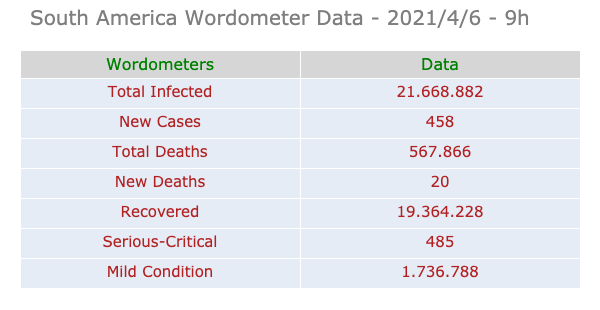 South America Wordometer Data - 2021/4/6 - 9h
Wordometers Data
Total Infected 21.668.882
New Cases 458
Total Deaths 567.866
New Deaths 20
Recovered 19.364.228
Serious-Critical 485
Mild Condition 1.736.788